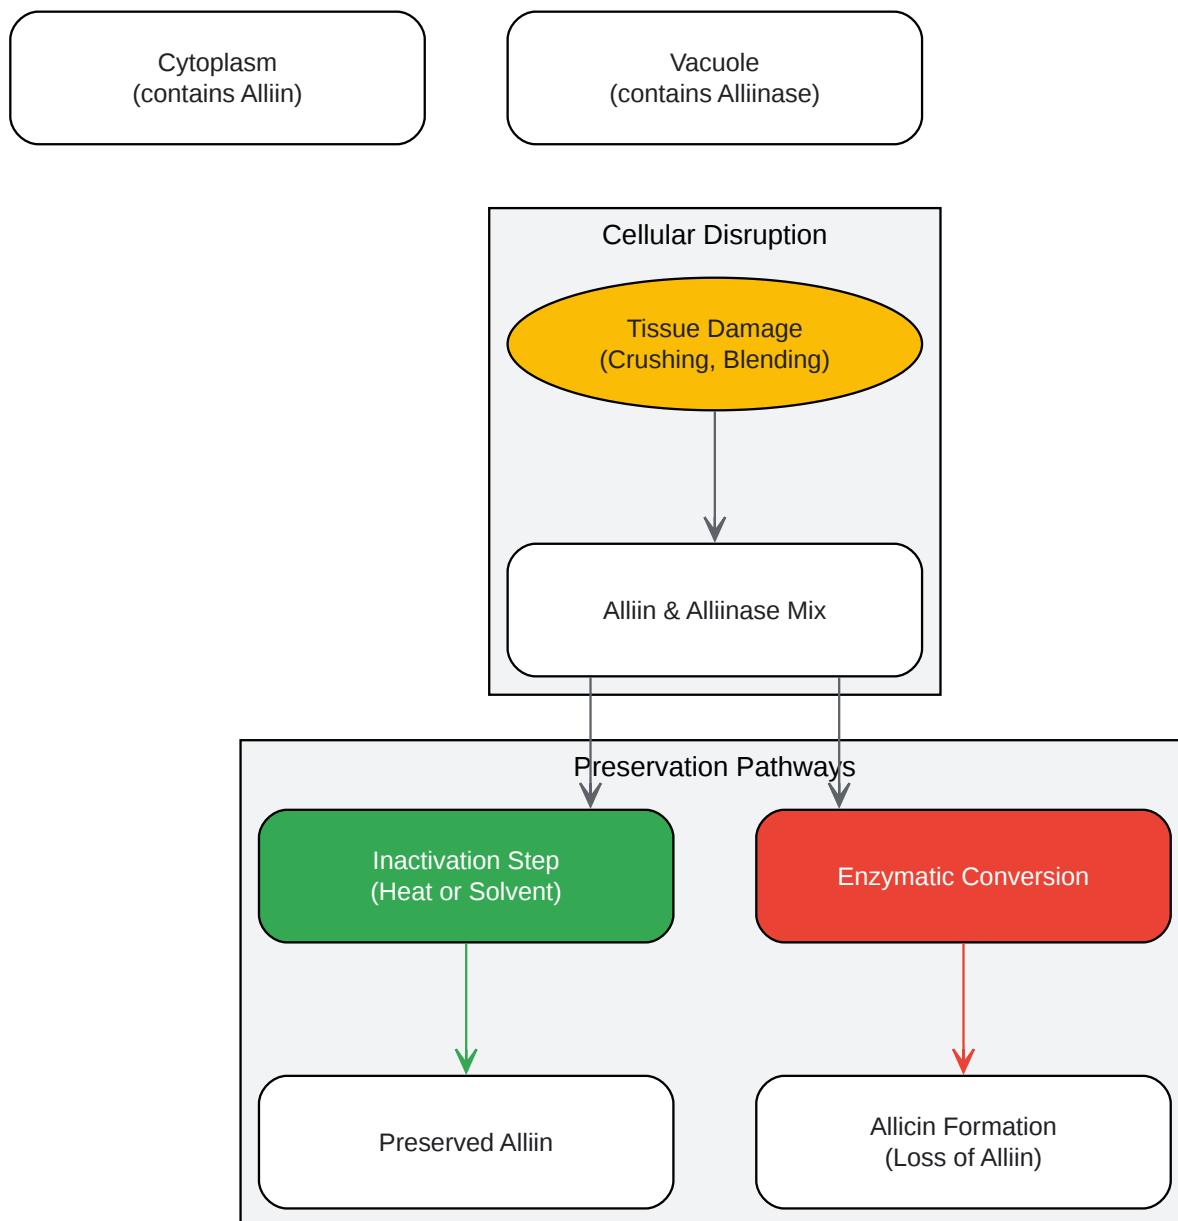 Cytoplasm
(contains Alliin)
Vacuole
(contains Alliinase)
Cellular Disruption
Tissue Damage
(Crushing, Blending)
Alliin & Alliinase Mix
Preservation Pathways
Inactivation Step
(Heat or Solvent)
Enzymatic Conversion
Preserved Alliin
Allicin Formation
(Loss of Alliin)